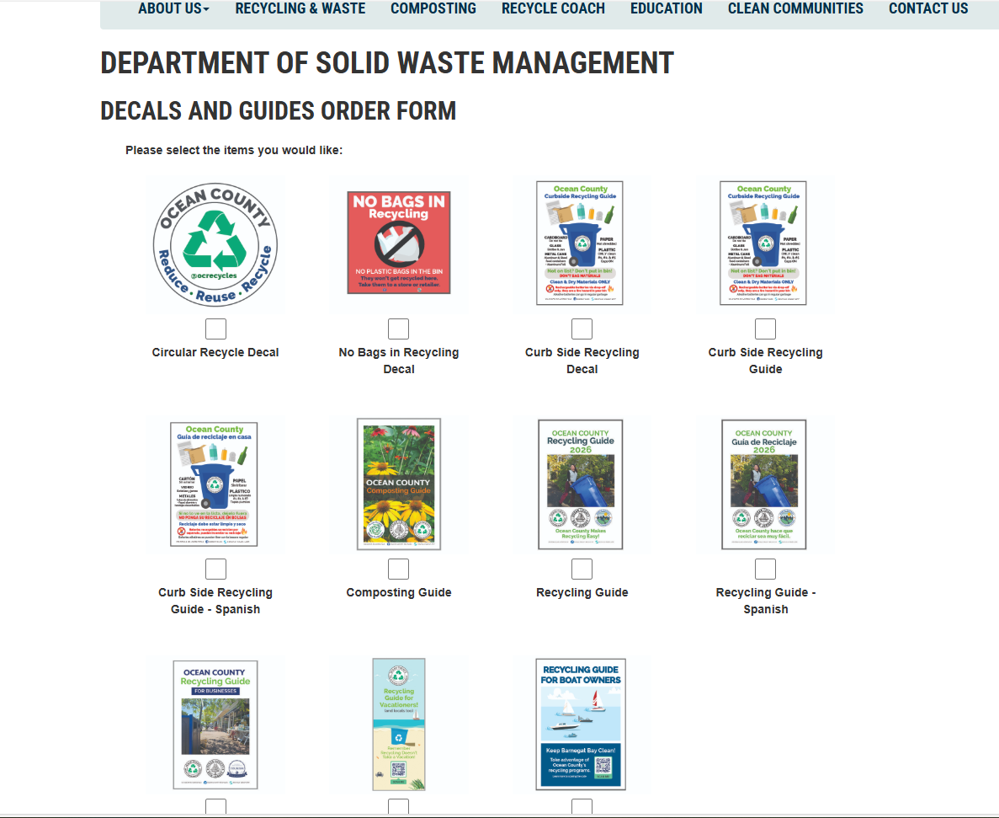 ABOUT US
RECYCLING & WASTE
COMPOSTING
RECYCLE COACH
EDUCATION
CLEAN COMMUNITIES
CONTACT US
DEPARTMENT OF SOLID WASTE MANAGEMENT
DECALS AND GUIDES ORDER FORM
Please select the items you would like:
OCEAN COUNTY
@ocrecycles
Reduce • Reuse • Recycle
Circular Recycle Decal
NO BAGS IN
Recycling
NO PLASTIC BAGS IN THE BIN
They won't get recycled here.
Take them to a store or retailer.
No Bags in Recycling
Decal
Ocean County
Curbside Recycling Guide
CARDBOARD
GLASS
METAL CANS
PAPER
PLASTIC
Not on list? Don't put in bin!
DON'T BAG MATERIALS
Clean & Dry Materials ONLY
Curb Side Recycling
Decal
Ocean County
Curbside Recycling Guide
CARDBOARD
GLASS
METAL CANS
PAPER
PLASTIC
Not on list? Don't put in bin!
DON'T BAG MATERIALS
Clean & Dry Materials ONLY
Curb Side Recycling
Guide
Ocean County
Guía de reciclaje en casa
CARTÓN
VIDRIO
METALES
PAPEL
PLÁSTICO
NO PONGA SU RECICLAJE EN BOLSAS
Reciclaje debe estar limpio y seco
Curb Side Recycling
Guide - Spanish
OCEAN COUNTY
Composting Guide
Composting Guide
OCEAN COUNTY
Recycling Guide
2026
Ocean County Makes
Recycling Easy!
Recycling Guide
OCEAN COUNTY
Guía de Reciclaje
2026
Ocean County hace que
reciclar sea muy fácil.
Recycling Guide -
Spanish
OCEAN COUNTY
Recycling Guide
FOR BUSINESSES
Recycling
Guide for
Vacationers!
(and locals too)
Remember
Recycling Doesn't
Take a Vacation!
RECYCLING GUIDE
FOR BOAT OWNERS
Keep Barnegat Bay Clean!
Take advantage of
Ocean County's
recycling programs.